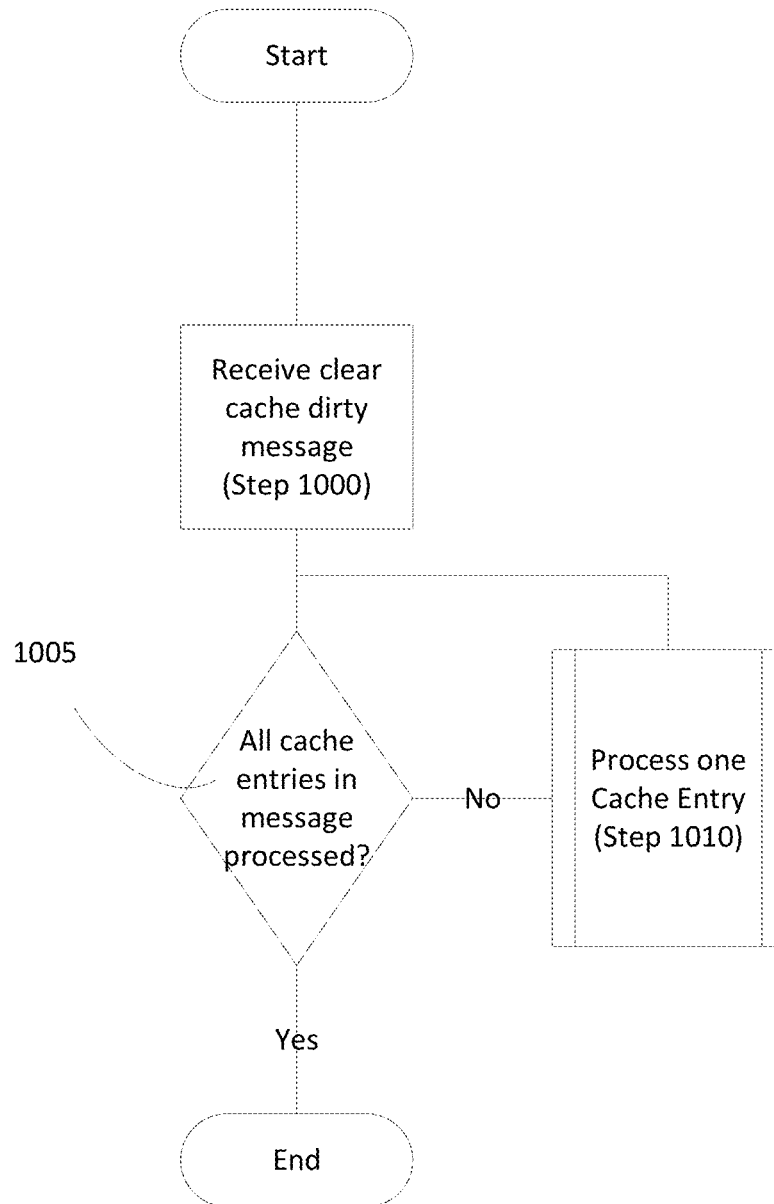 Start
Receive clear
cache dirty
message
(Step 1000)
1005
All cache
entries in
message
processed?
No
Process one
Cache Entry
(Step 1010)
Yes
End